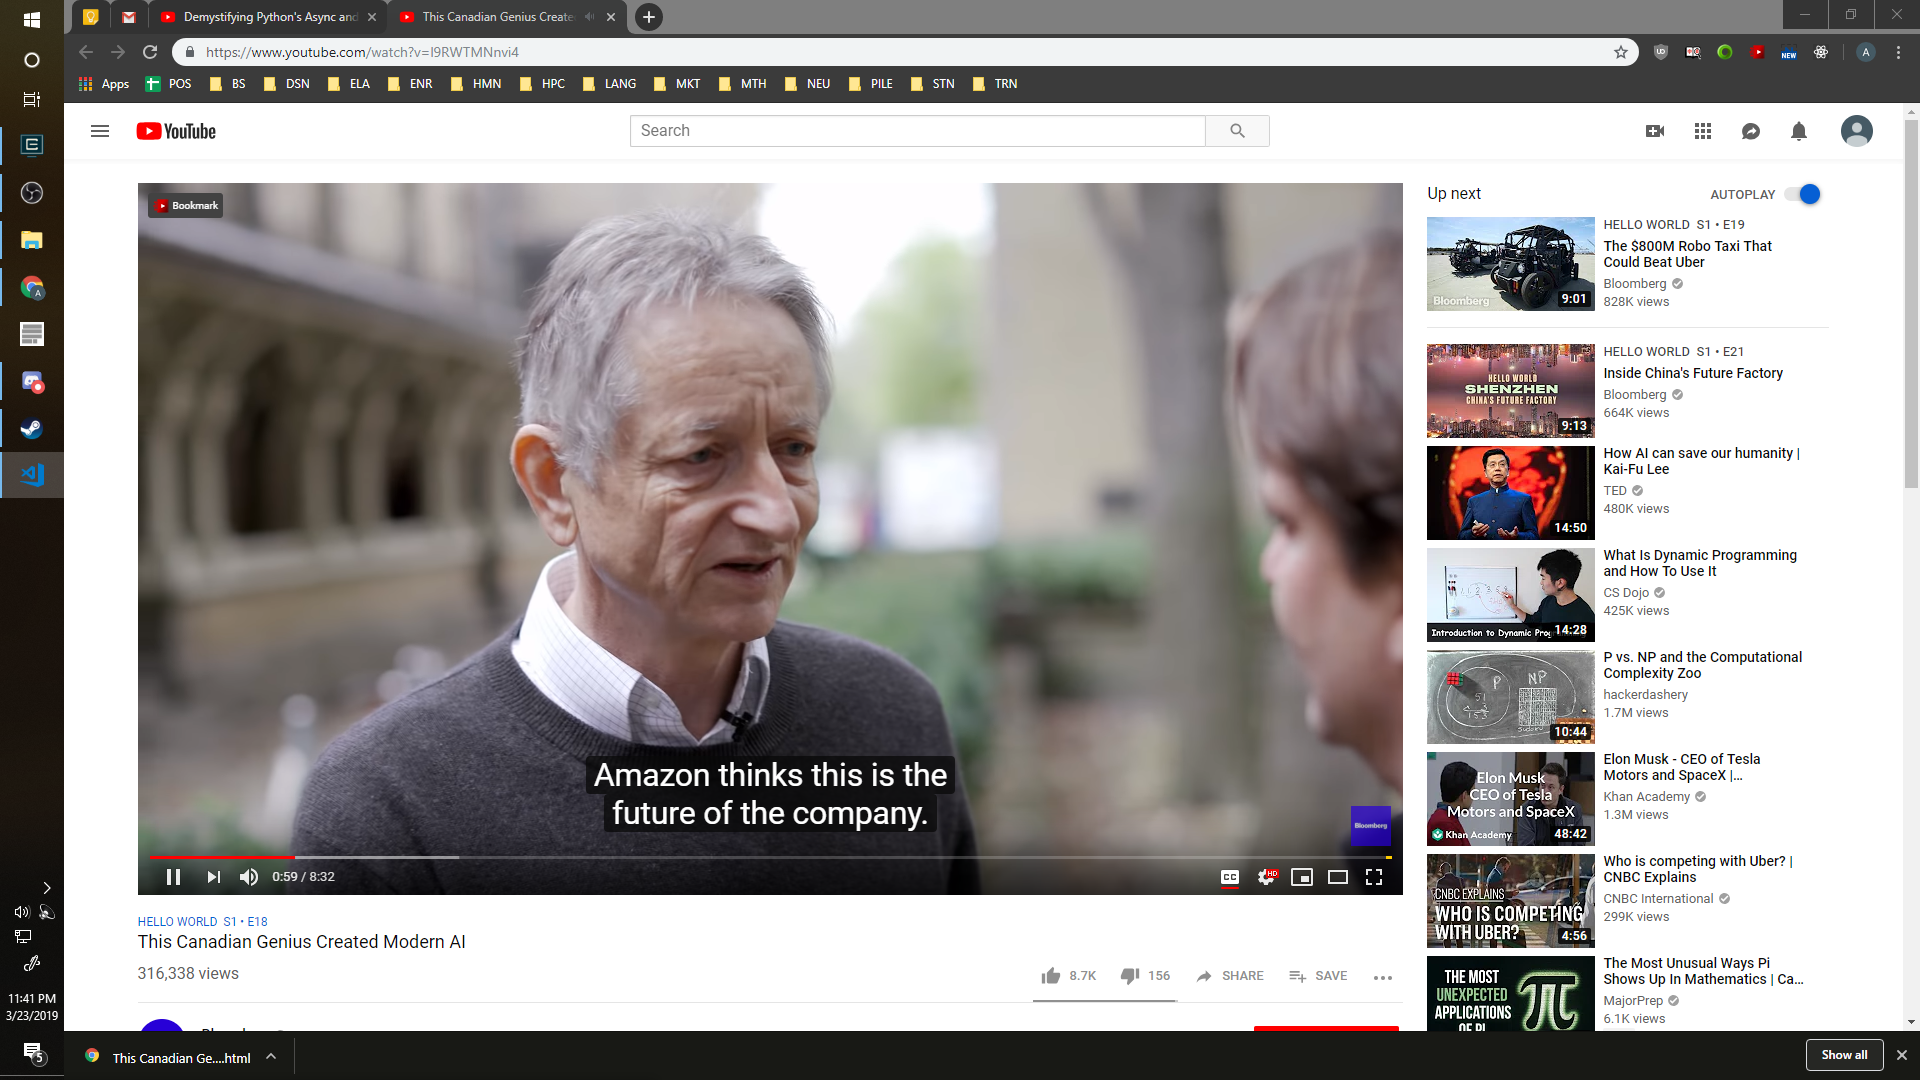 Demystifying Python's Async and
This Canadian Genius Create
https://www.youtube.com/watch?v=I9RWTMNnvi4
NEW
A
Apps
POS
BS
DSN
ELA
ENR
HMN
HPC
LANG
MKT
MTH
NEU
PILE
STN
TRN
YouTube
Search
Bookmark
Amazon thinks this is the
future of the company.
Bloomberg
0:59 / 8:32
CC
HD
HELLO WORLD S1 • E18
This Canadian Genius Created Modern AI
316,338 views
8.7K
156
SHARE
SAVE
Up next
AUTOPLAY
Bloomberg
9:01
HELLO WORLD S1 • E19
The $800M Robo Taxi That
Could Beat Uber
Bloomberg
828K views
HELLO WORLD
SHENZHEN
CHINA'S FUTURE FACTORY
9:13
HELLO WORLD S1 • E21
Inside China's Future Factory
Bloomberg
664K views
14:50
How AI can save our humanity |
Kai-Fu Lee
TED
480K views
Introduction to Dynamic
14:28
What Is Dynamic Programming
and How To Use It
CS Dojo
425K views
P
NP
51
153
Sudoku
10:44
P vs. NP and the Computational
Complexity Zoo
hackerdashery
1.7M views
Elon Musk
CEO of Tesla
Motors and SpaceX
Khan Academy
48:42
Elon Musk - CEO of Tesla
Motors and SpaceX |...
Khan Academy
1.3M views
CNBC EXPLAINS
WHO IS COMPETING
WITH UBER?
4:56
Who is competing with Uber? |
CNBC Explains
CNBC International
299K views
THE MOST
UNEXPECTED
APPLICATIONS
OF PI
π
The Most Unusual Ways Pi
Shows Up In Mathematics | Ca...
MajorPrep
6.1K views
11:41 PM
3/23/2019
5
This Canadian Ge....html
Show all